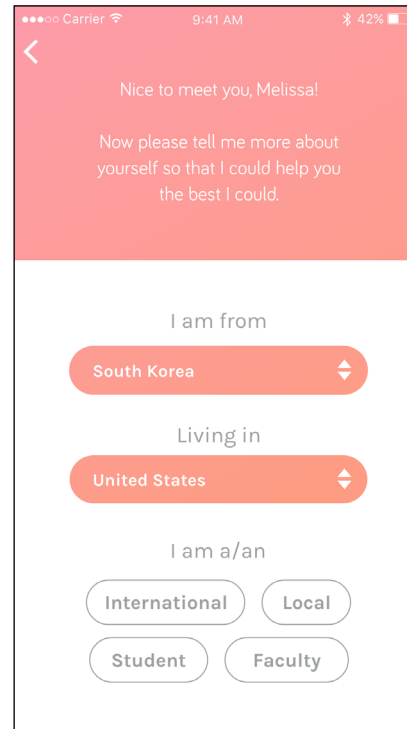 Carrier 9:41 AM 42%
Nice to meet you, Melissa!
Now please tell me more about
yourself so that I could help you
the best I could.
I am from
South Korea
Living in
United States
I am a/an
International Local
Student Faculty